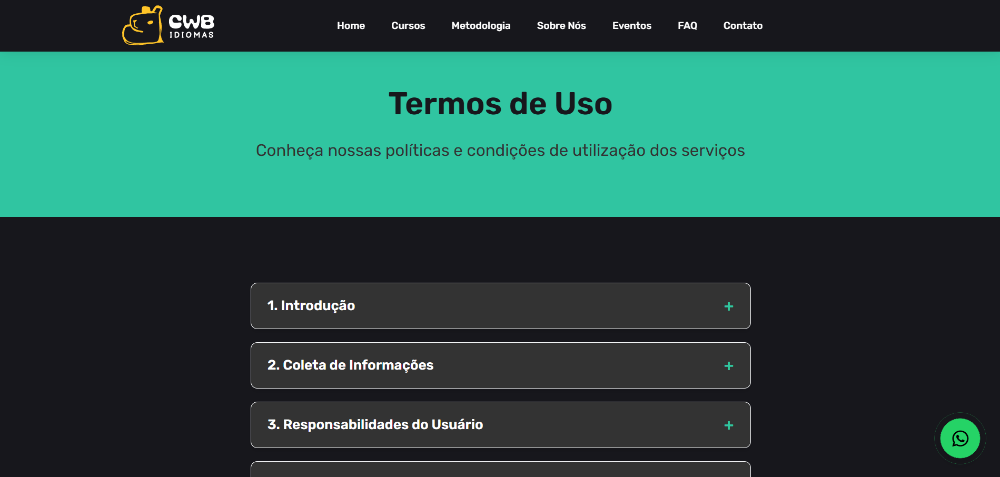 CWB
IDIOMAS
Home Cursos Metodologia Sobre Nós Eventos FAQ Contato
Termos de Uso
Conheça nossas políticas e condições de utilização dos serviços
1. Introdução +
2. Coleta de Informações +
3. Responsabilidades do Usuário +